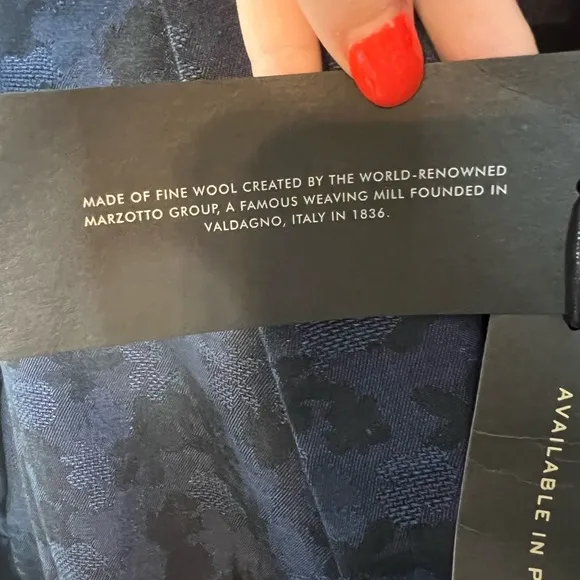 MADE OF FINE WOOL CREATED BY THE WORLD-RENOWNED
MARZOTTO GROUP, A FAMOUS WEAVING MILL FOUNDED IN
VALDAGNO, ITALY IN 1836.
AVAILABLE IN